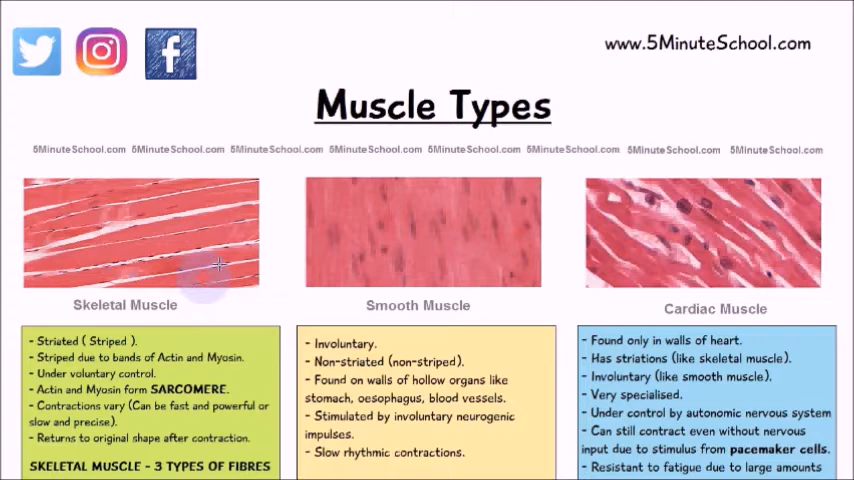 www.5MinuteSchool.com
Muscle Types
5MinuteSchool.com 5MinuteSchool.com 5MinuteSchool.com 5MinuteSchool.com 5MinuteSchool.com 5MinuteSchool.com 5MinuteSchool.com 5MinuteSchool.com
Skeletal Muscle
- Striated ( Striped ).
- Striped due to bands of Actin and Myosin.
- Under voluntary control.
- Actin and Myosin form SARCOMERE.
- Contractions vary (Can be fast and powerful or
slow and precise).
- Returns to original shape after contraction.
SKELETAL MUSCLE - 3 TYPES OF FIBRES
Smooth Muscle
- Involuntary.
- Non-striated (non-striped).
- Found on walls of hollow organs like
stomach, oesophagus, blood vessels.
- Stimulated by involuntary neurogenic
impulses.
- Slow rhythmic contractions.
Cardiac Muscle
- Found only in walls of heart.
- Has striations (like skeletal muscle).
- Involuntary (like smooth muscle).
- Very specialised.
- Under control by autonomic nervous system
- Can still contract even without nervous
input due to stimulus from pacemaker cells.
- Resistant to fatigue due to large amounts